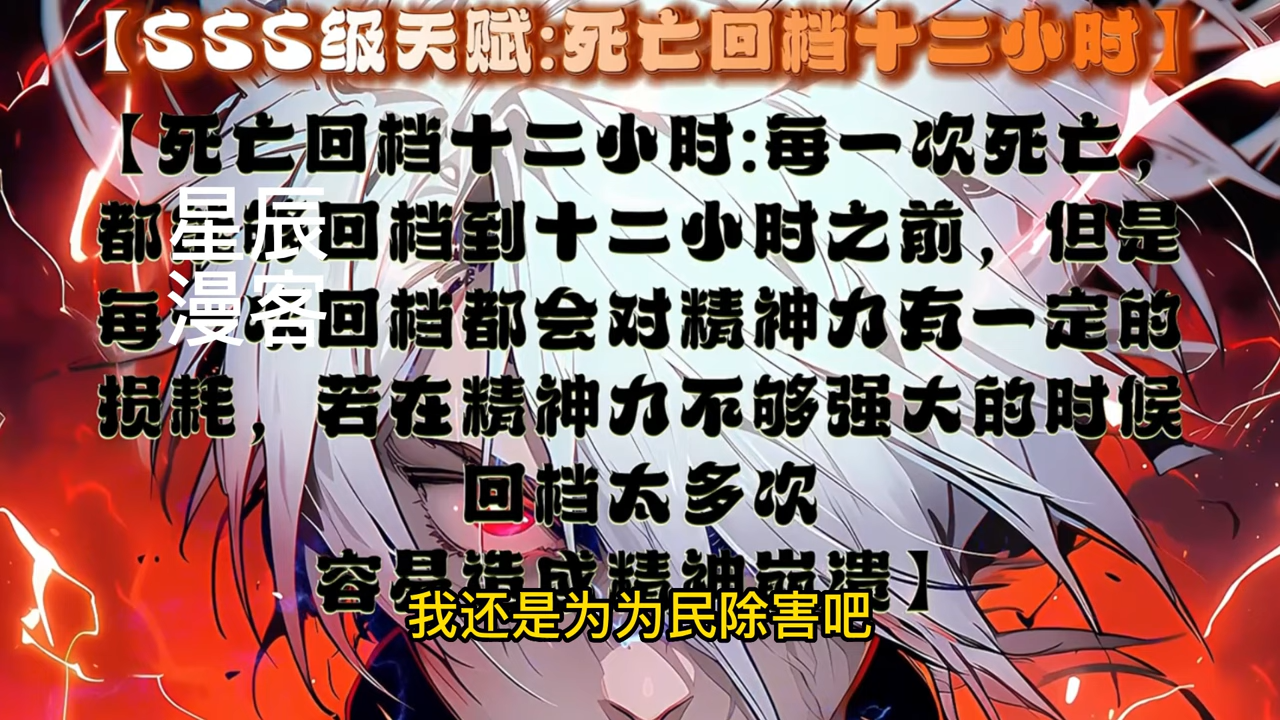 【SSS级天赋:死亡回档十二小时】
【死亡回档十二小时:每一次死亡，
都 回档到十二小时之前，但是
每 回档都会对精神力有一定的
损耗，若在精神力不够强大的时候
回档太多次
容易造成精神崩溃】
星辰
漫客
我还是为为民除害吧